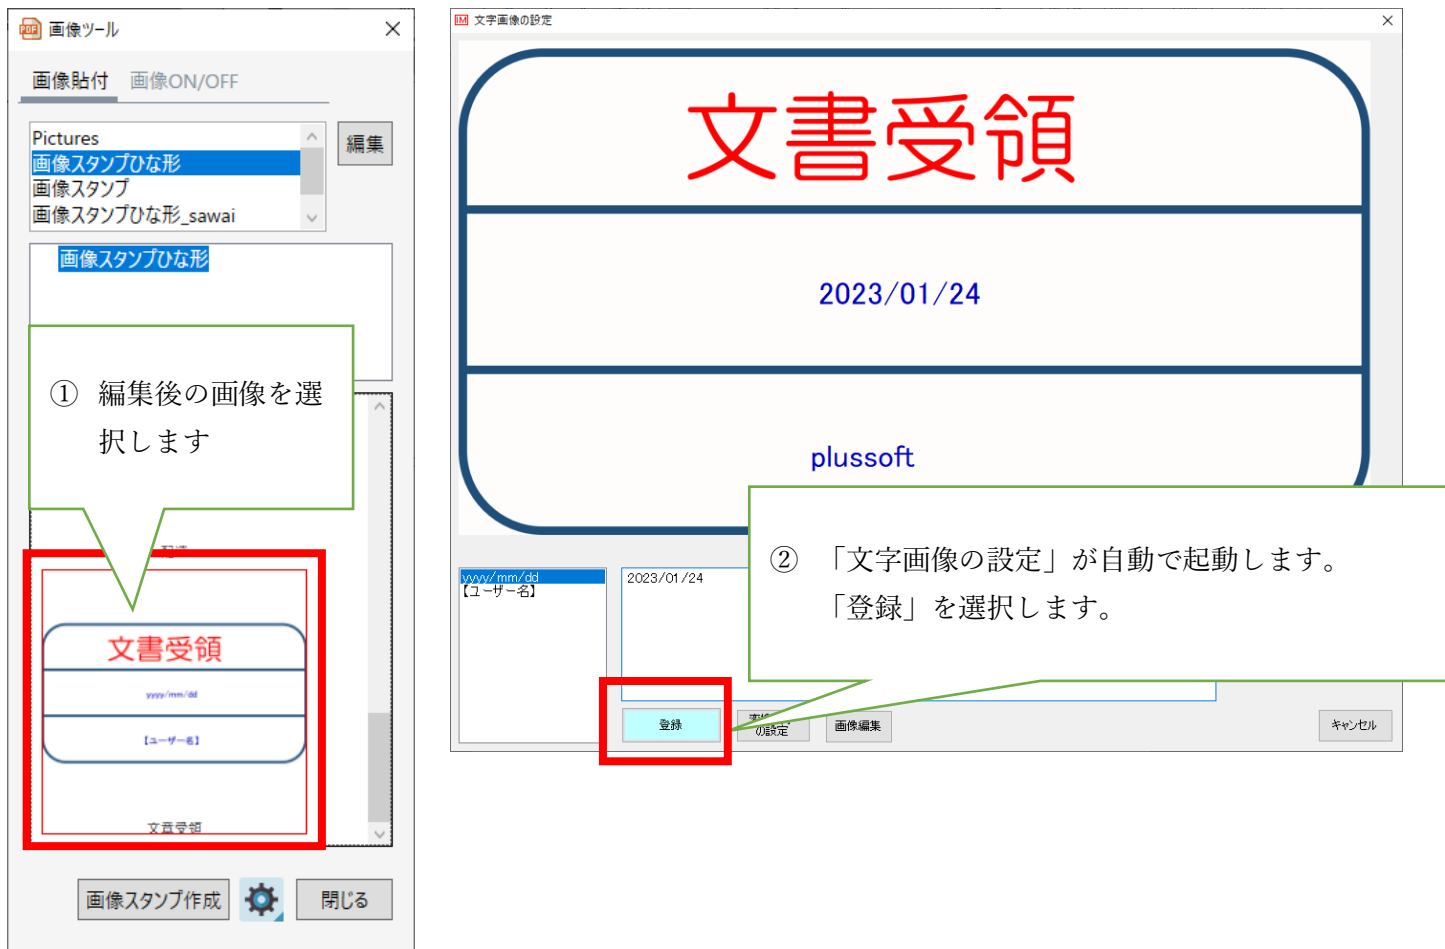 画像ツール
画像貼付 画像ON/OFF
Pictures
画像スタンプひな形
画像スタンプ
画像スタンプひな形_sawai
編集
画像スタンプひな形
① 編集後の画像を選
択します
文書受領
yyyy/mm/dd
【ユーザー名】
画像スタンプ作成
閉じる
文字画像の設定
文書受領
2023/01/24
plussoft
yyyy/mm/dd
【ユーザー名】
2023/01/24
② 「文字画像の設定」が自動で起動します。
「登録」を選択します。
登録
の設定
画像編集
キャンセル